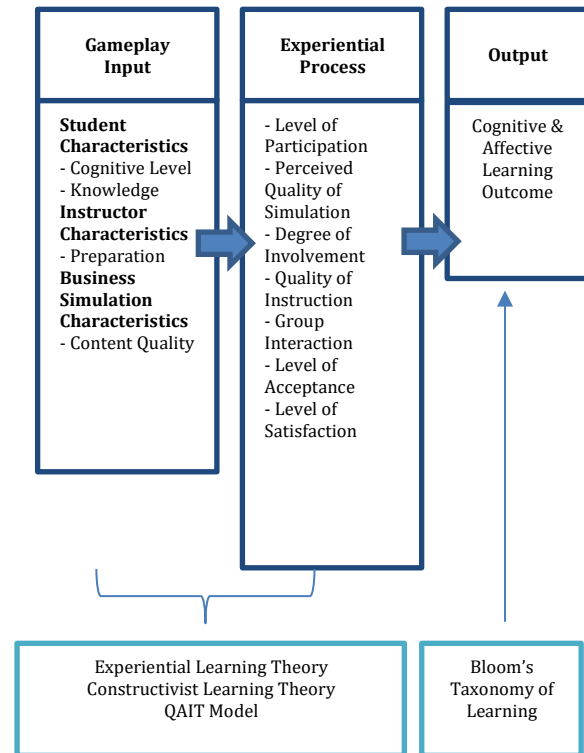 Gameplay
Input
Student
Characteristics
- Cognitive Level
- Knowledge
Instructor
Characteristics
- Preparation
Business
Simulation
Characteristics
- Content Quality
Experiential
Process
- Level of
Participation
- Perceived
Quality of
Simulation
- Degree of
Involvement
- Quality of
Instruction
- Group
Interaction
- Level of
Acceptance
- Level of
Satisfaction
Output
Cognitive &
Affective
Learning
Outcome
Experiential Learning Theory
Constructivist Learning Theory
QAIT Model
Bloom’s
Taxonomy of
Learning